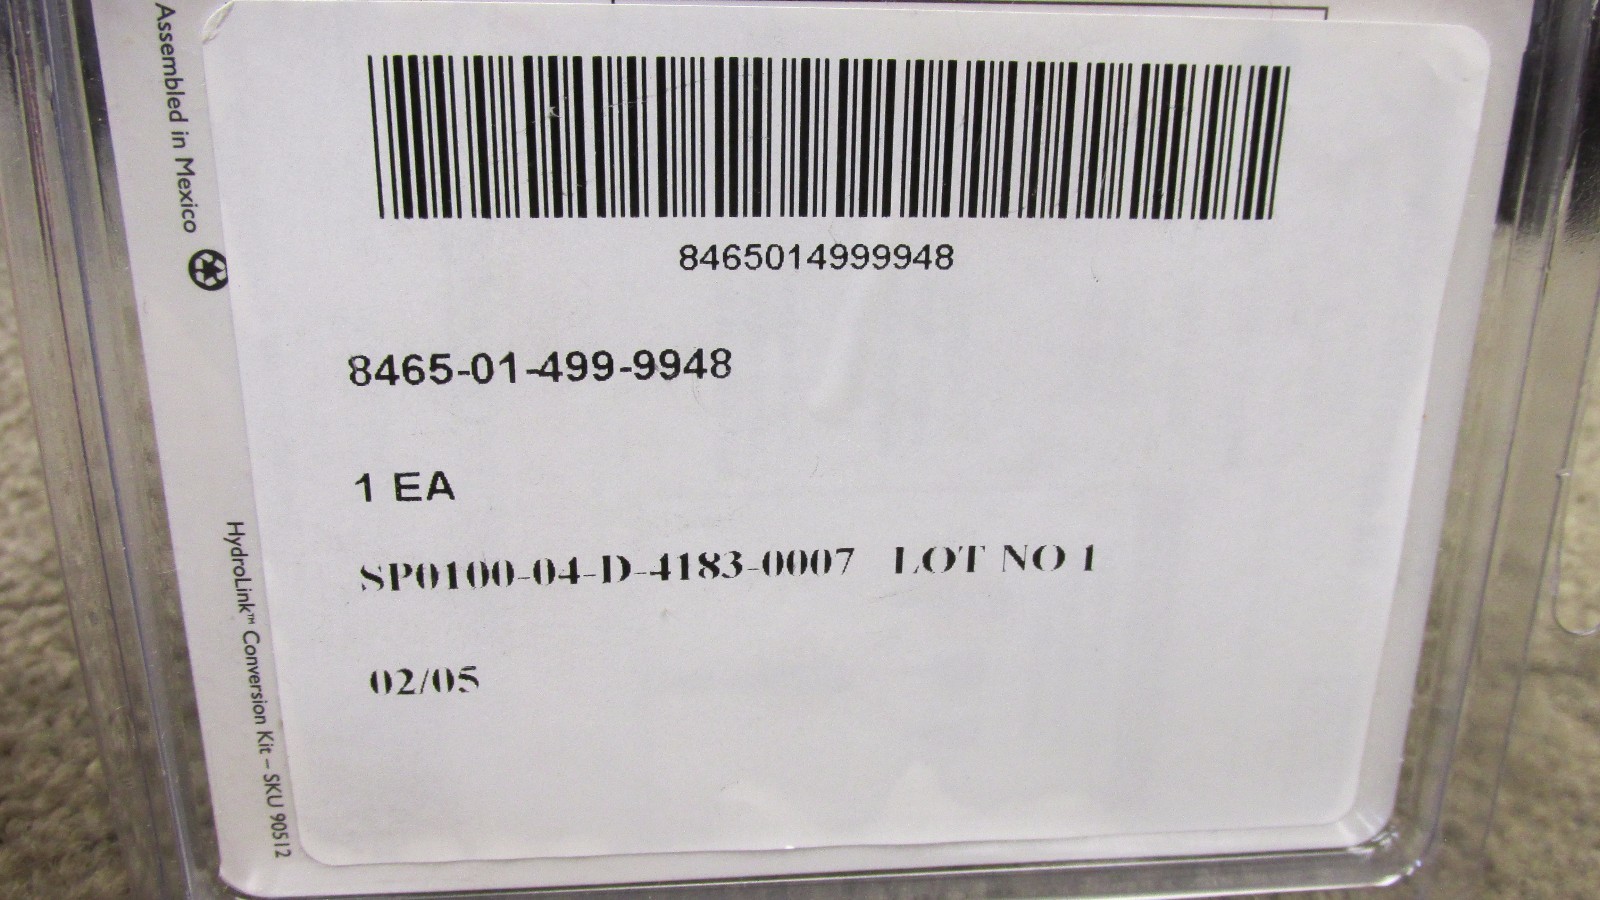 Assembled in Mexico
8465014999948
8465-01-499-9948
1 EA
SP0100-04-D-4183-0007 LOT NO 1
02/05
HydroLink™ Conversion Kit – SKU 90512